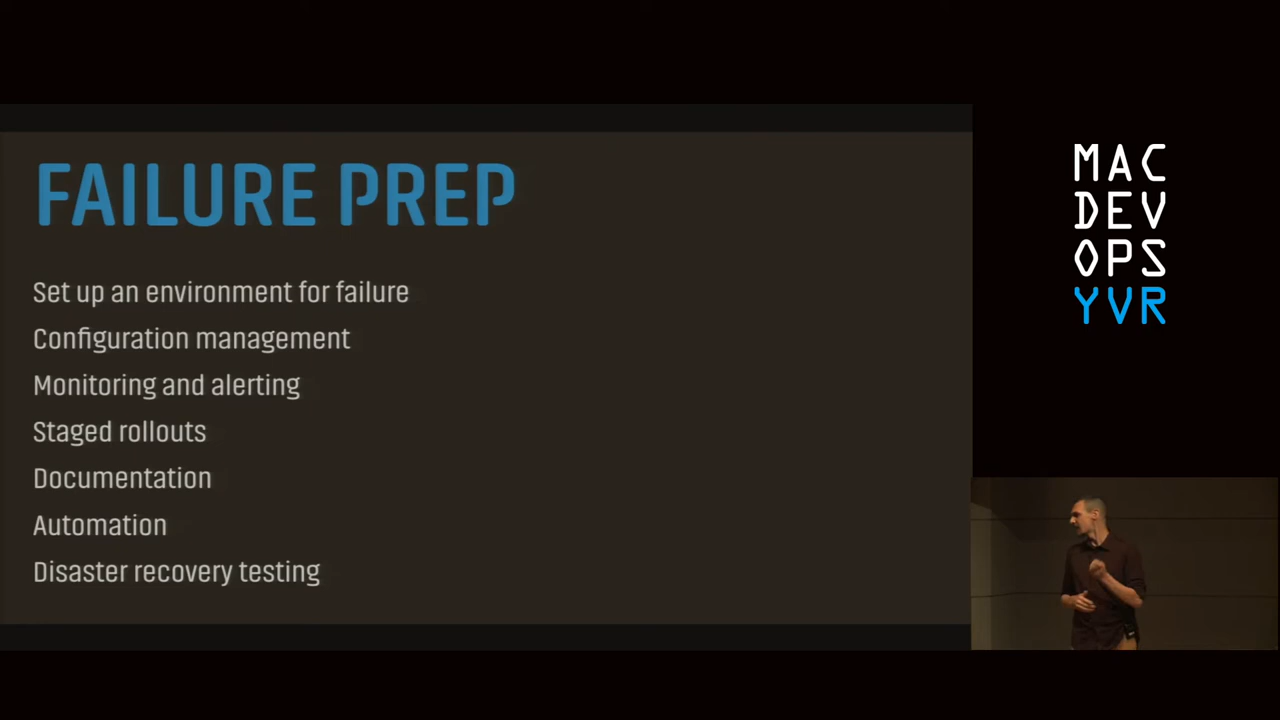 FAILURE PREP
Set up an environment for failure
Configuration management
Monitoring and alerting
Staged rollouts
Documentation
Automation
Disaster recovery testing
MAC
DEV
OPS
YVR